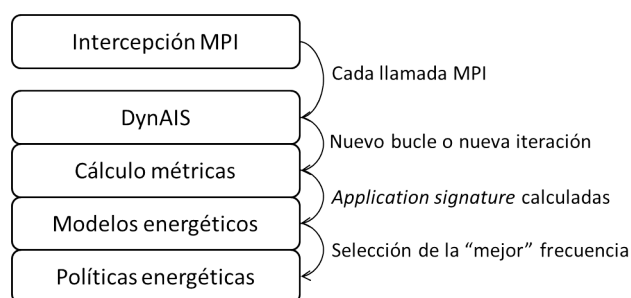 Intercepción MPI
Cada llamada MPI
DynAIS
Nuevo bucle o nueva iteración
Cálculo métricas
Application signature calculadas
Modelos energéticos
Selección de la “mejor” frecuencia
Políticas energéticas